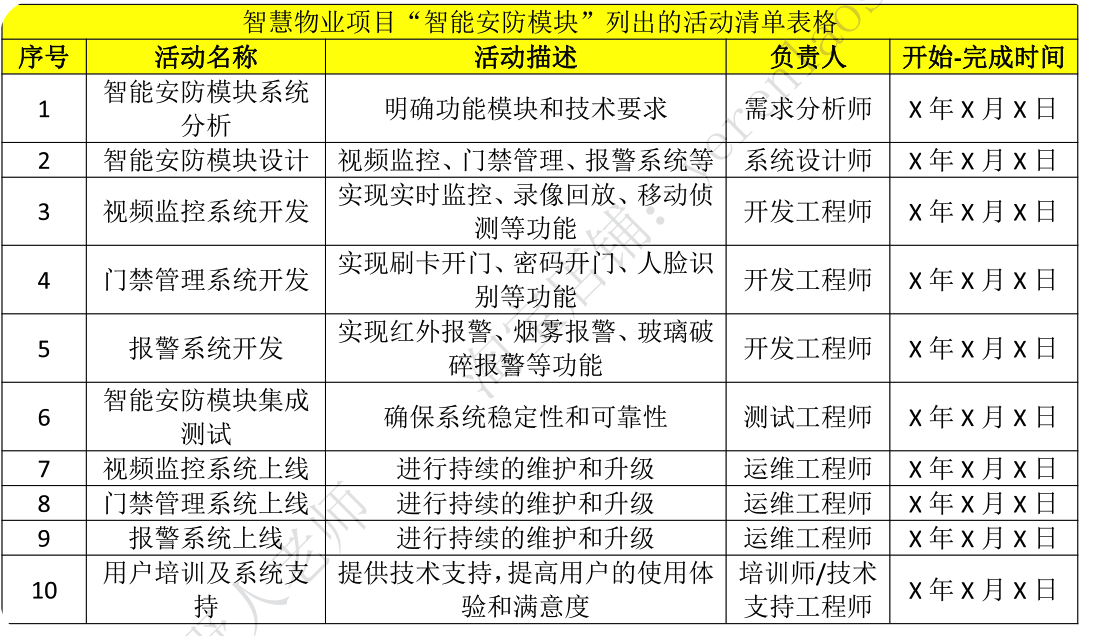 智慧物业项目“智能安防模块”列出的活动清单表格
序号 活动名称 活动描述 负责人 开始-完成时间
1 智能安防模块系统分析 明确功能模块和技术要求 需求分析师 X 年 X 月 X 日
2 智能安防模块设计 视频监控、门禁管理、报警系统等 系统设计师 X 年 X 月 X 日
3 视频监控系统开发 实现实时监控、录像回放、移动侦测等功能 开发工程师 X 年 X 月 X 日
4 门禁管理系统开发 实现刷卡开门、密码开门、人脸识别等功能 开发工程师 X 年 X 月 X 日
5 报警系统开发 实现红外报警、烟雾报警、玻璃破碎报警等功能 开发工程师 X 年 X 月 X 日
6 智能安防模块集成测试 确保系统稳定性和可靠性 测试工程师 X 年 X 月 X 日
7 视频监控系统上线 进行持续的维护和升级 运维工程师 X 年 X 月 X 日
8 门禁管理系统上线 进行持续的维护和升级 运维工程师 X 年 X 月 X 日
9 报警系统上线 进行持续的维护和升级 运维工程师 X 年 X 月 X 日
10 用户培训及系统支持 提供技术支持,提高用户的使用体验和满意度 培训师/技术支持工程师 X 年 X 月 X 日